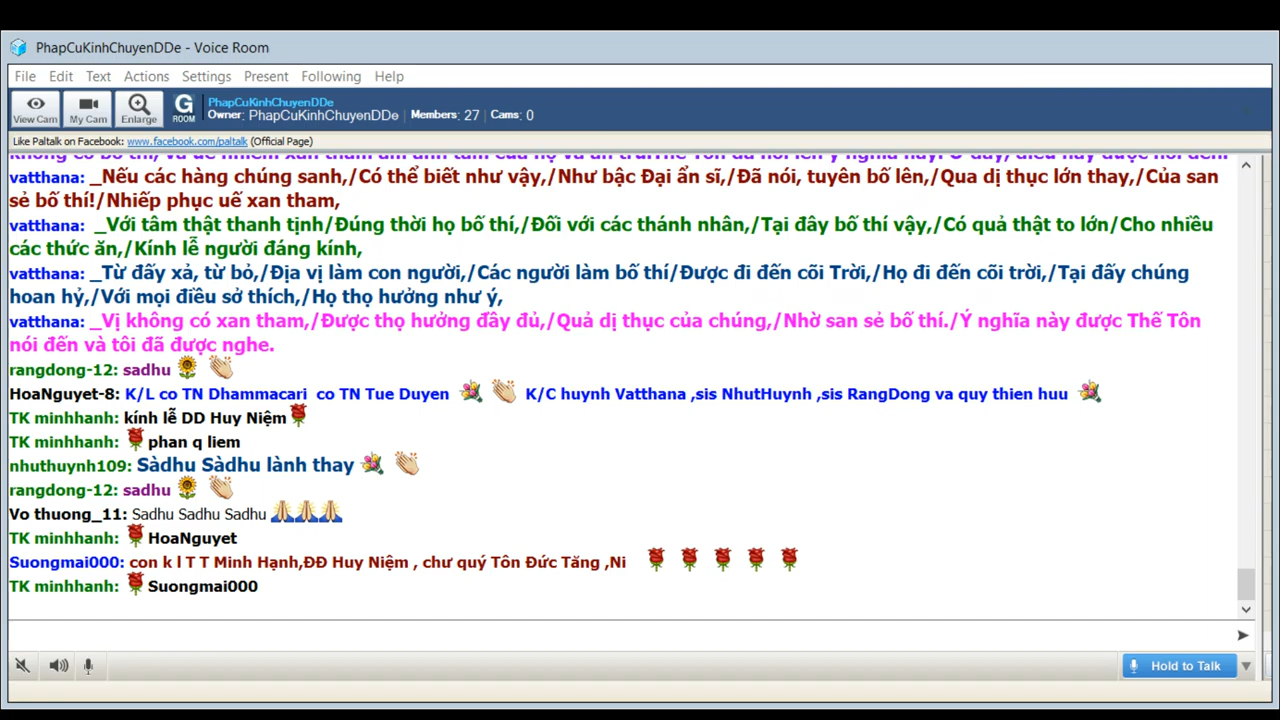 PhapCuKinhChuyenDDe - Voice Room
File Edit Text Actions Settings Present Following Help
View Cam My Cam Enlarge G ROOM
PhapCuKinhChuyenDDe
Owner: PhapCuKinhChuyenDDe | Members: 27 | Cams: 0
Like Paltalk on Facebook: www.facebook.com/paltalk (Official Page)
vatthana: _Nếu các hàng chúng sanh,/Có thể biết như vậy,/Như bậc Đại ẩn sĩ,/Đã nói, tuyên bố lên,/Qua dị thục lớn thay,/Của san
sẻ bố thí!/Nhiếp phục uế xan tham,
vatthana: _Với tâm thật thanh tịnh/Đúng thời họ bố thí,/Đối với các thánh nhân,/Tại đây bố thí vậy,/Có quả thật to lớn/Cho nhiều
các thức ăn,/Kính lễ người đáng kính,
vatthana: _Từ đấy xả, từ bỏ,/Địa vị làm con người,/Các người làm bố thí/Được đi đến cõi Trời,/Họ đi đến cõi trời,/Tại đấy chúng
hoan hỷ,/Với mọi điều sở thích,/Họ thọ hưởng như ý,
vatthana: _Vị không có xan tham,/Được thọ hưởng đầy đủ,/Quả dị thục của chúng,/Nhờ san sẻ bố thí./Ý nghĩa này được Thế Tôn
nói đến và tôi đã được nghe.
rangdong-12: sadhu
HoaNguyet-8: K/L co TN Dhammacari co TN Tue Duyen K/C huynh Vatthana ,sis NhutHuynh ,sis RangDong va quy thien huu
TK minhhanh: kính lễ DD Huy Niệm
TK minhhanh: phan q liem
nhuthuynh109: Sàdhu Sàdhu lành thay
rangdong-12: sadhu
Vo thuong_11: Sadhu Sadhu Sadhu
TK minhhanh: HoaNguyet
Suongmai000: con k l T T Minh Hạnh,ĐĐ Huy Niệm , chư quý Tôn Đức Tăng ,Ni
TK minhhanh: Suongmai000
Hold to Talk